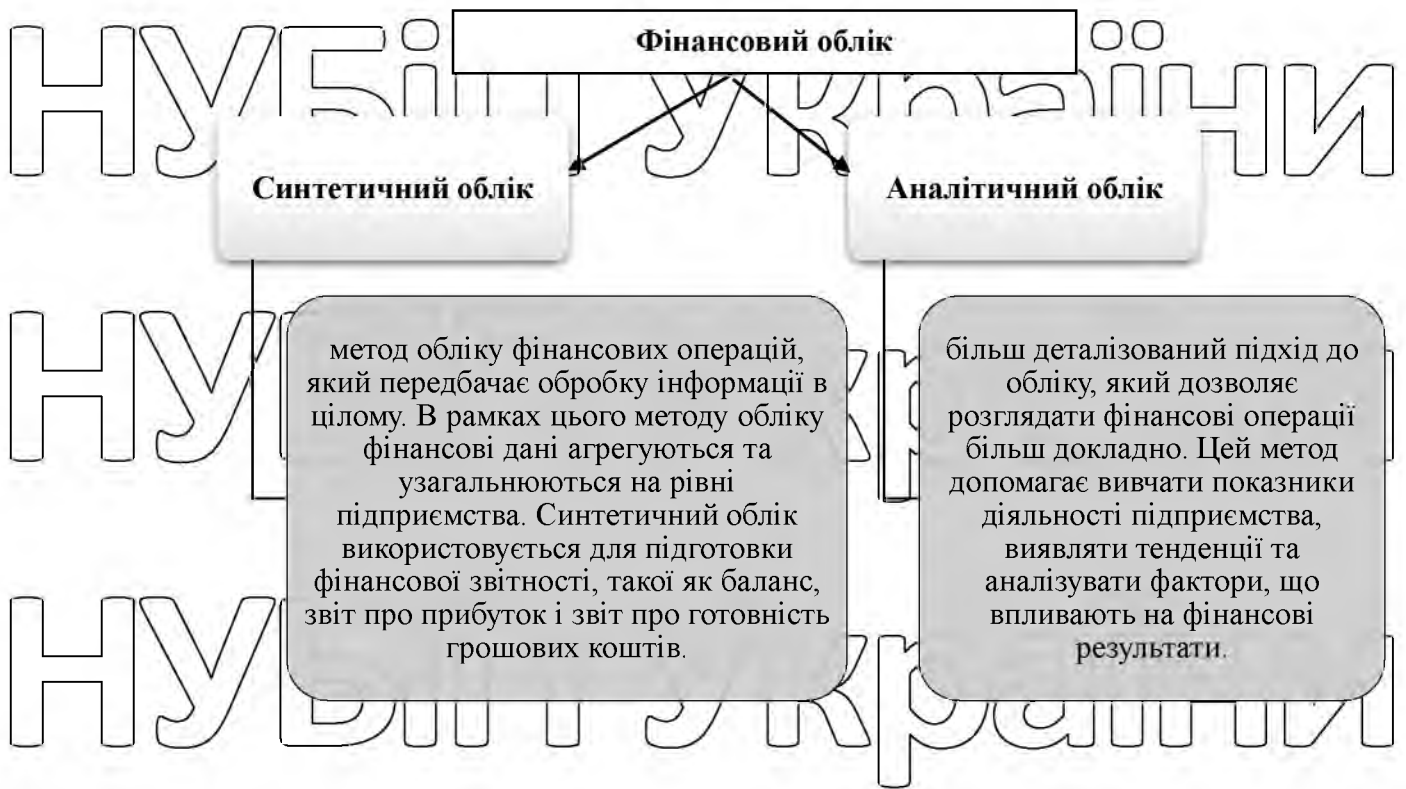 Фінансовий облік
НУБіП України
Синтетичний облік
Аналітичний облік
метод обліку фінансових операцій,
який передбачає обробку інформації в
цілому. В рамках цього методу обліку
фінансові дані агрегуються та
узагальнюються на рівні
підприємства. Синтетичний облік
використовується для підготовки
фінансової звітності, такої як баланс,
звіт про прибуток і звіт про готовність
грошових коштів.
більш деталізований підхід до
обліку, який дозволяє
розглядати фінансові операції
більш докладно. Цей метод
допомагає вивчати показники
діяльності підприємства,
виявляти тенденції та
аналізувати фактори, що
впливають на фінансові
результати.
НУБіП України